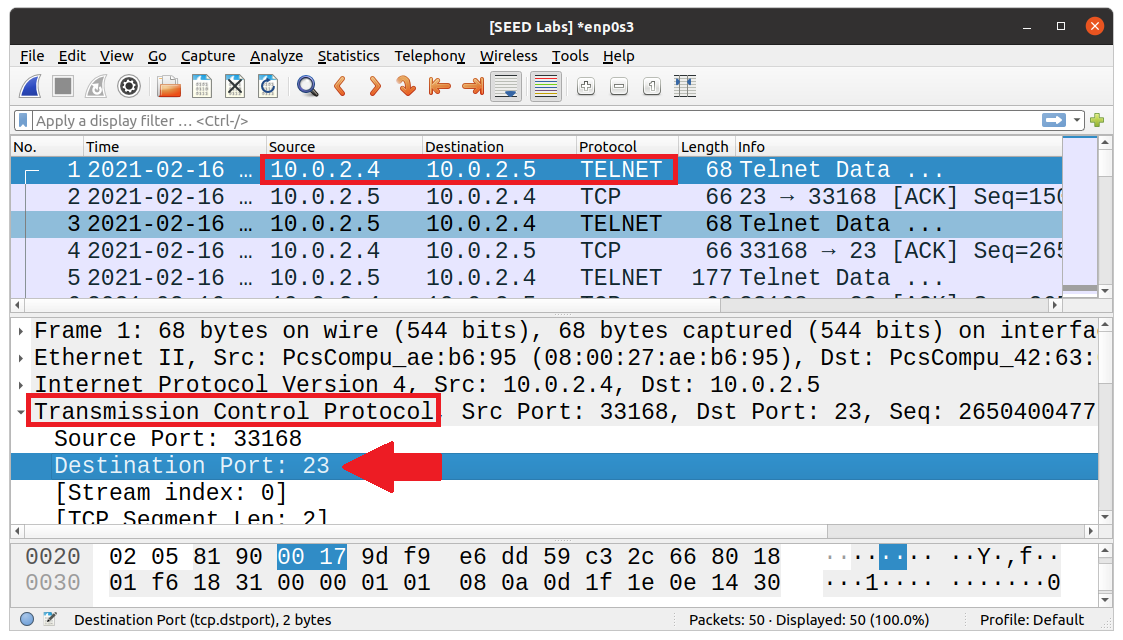 [SEED Labs] *enp0s3
File Edit View Go Capture Analyze Statistics Telephony Wireless Tools Help
Apply a display filter … <Ctrl-/>
No. Time Source Destination Protocol Length Info
1 2021-02-16 … 10.0.2.4 10.0.2.5 TELNET 68 Telnet Data ...
2 2021-02-16 … 10.0.2.5 10.0.2.4 TCP 66 23 → 33168 [ACK] Seq=150
3 2021-02-16 … 10.0.2.5 10.0.2.4 TELNET 68 Telnet Data ...
4 2021-02-16 … 10.0.2.4 10.0.2.5 TCP 66 33168 → 23 [ACK] Seq=265
5 2021-02-16 … 10.0.2.5 10.0.2.4 TELNET 177 Telnet Data ...
Frame 1: 68 bytes on wire (544 bits), 68 bytes captured (544 bits) on interfa
Ethernet II, Src: PcsCompu_ae:b6:95 (08:00:27:ae:b6:95), Dst: PcsCompu_42:63:
Internet Protocol Version 4, Src: 10.0.2.4, Dst: 10.0.2.5
Transmission Control Protocol, Src Port: 33168, Dst Port: 23, Seq: 2650400477
Source Port: 33168
Destination Port: 23
[Stream index: 0]
[TCP Segment Len: 2]
0020 02 05 81 90 00 17 9d f9 e6 dd 59 c3 2c 66 80 18 ········ ··Y·,f··
0030 01 f6 18 31 00 00 01 01 08 0a 0d 1f 1e 0e 14 30 ···1···· ·······0
Destination Port (tcp.dstport), 2 bytes Packets: 50 · Displayed: 50 (100.0%) Profile: Default